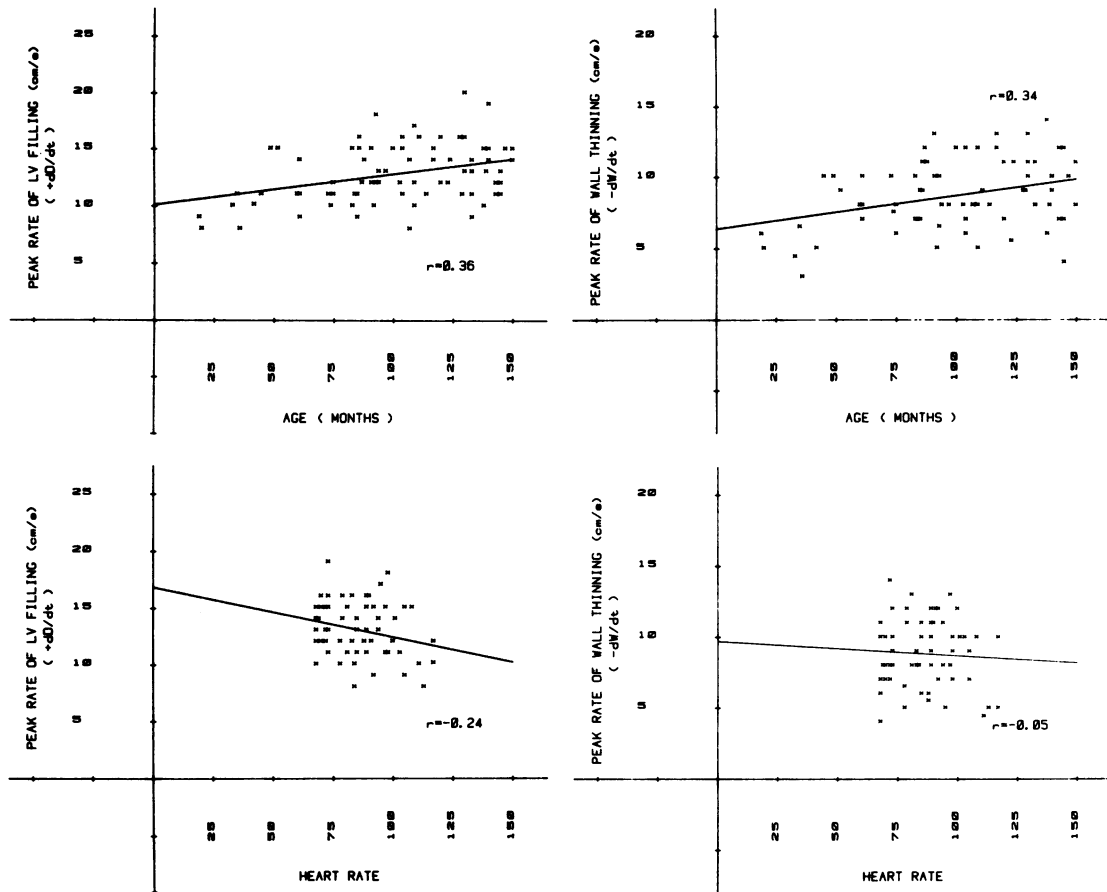 PEAK RATE OF LV FILLING (cm/s)
( +dD/dt )
25
20
15
10
5
r=0.36
25
50
75
100
125
150
AGE ( MONTHS )
PEAK RATE OF WALL THINNING (cm/s)
( -dW/dt )
20
15
10
5
r=0.34
25
50
75
100
125
150
AGE ( MONTHS )
PEAK RATE OF LV FILLING (cm/s)
( +dD/dt )
25
20
15
10
5
r=-0.24
25
50
75
100
125
150
HEART RATE
PEAK RATE OF WALL THINNING (cm/s)
( -dW/dt )
20
15
10
5
r=-0.05
25
50
75
100
125
150
HEART RATE